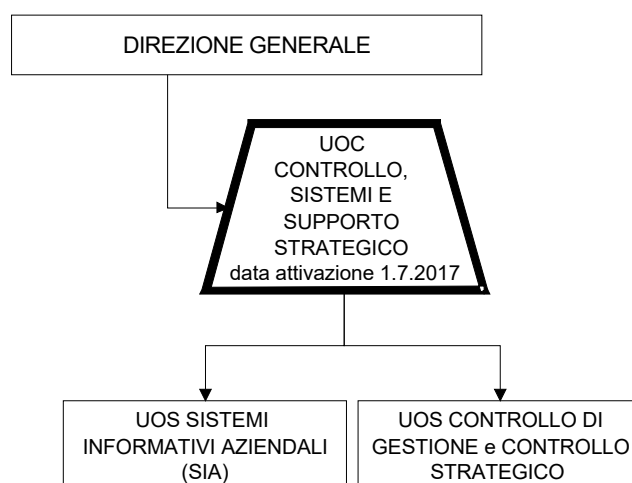 DIREZIONE GENERALE
UOC
CONTROLLO,
SISTEMI E
SUPPORTO
STRATEGICO
data attivazione 1.7.2017
UOS SISTEMI
INFORMATIVI AZIENDALI
(SIA)
UOS CONTROLLO DI
GESTIONE e CONTROLLO
STRATEGICO